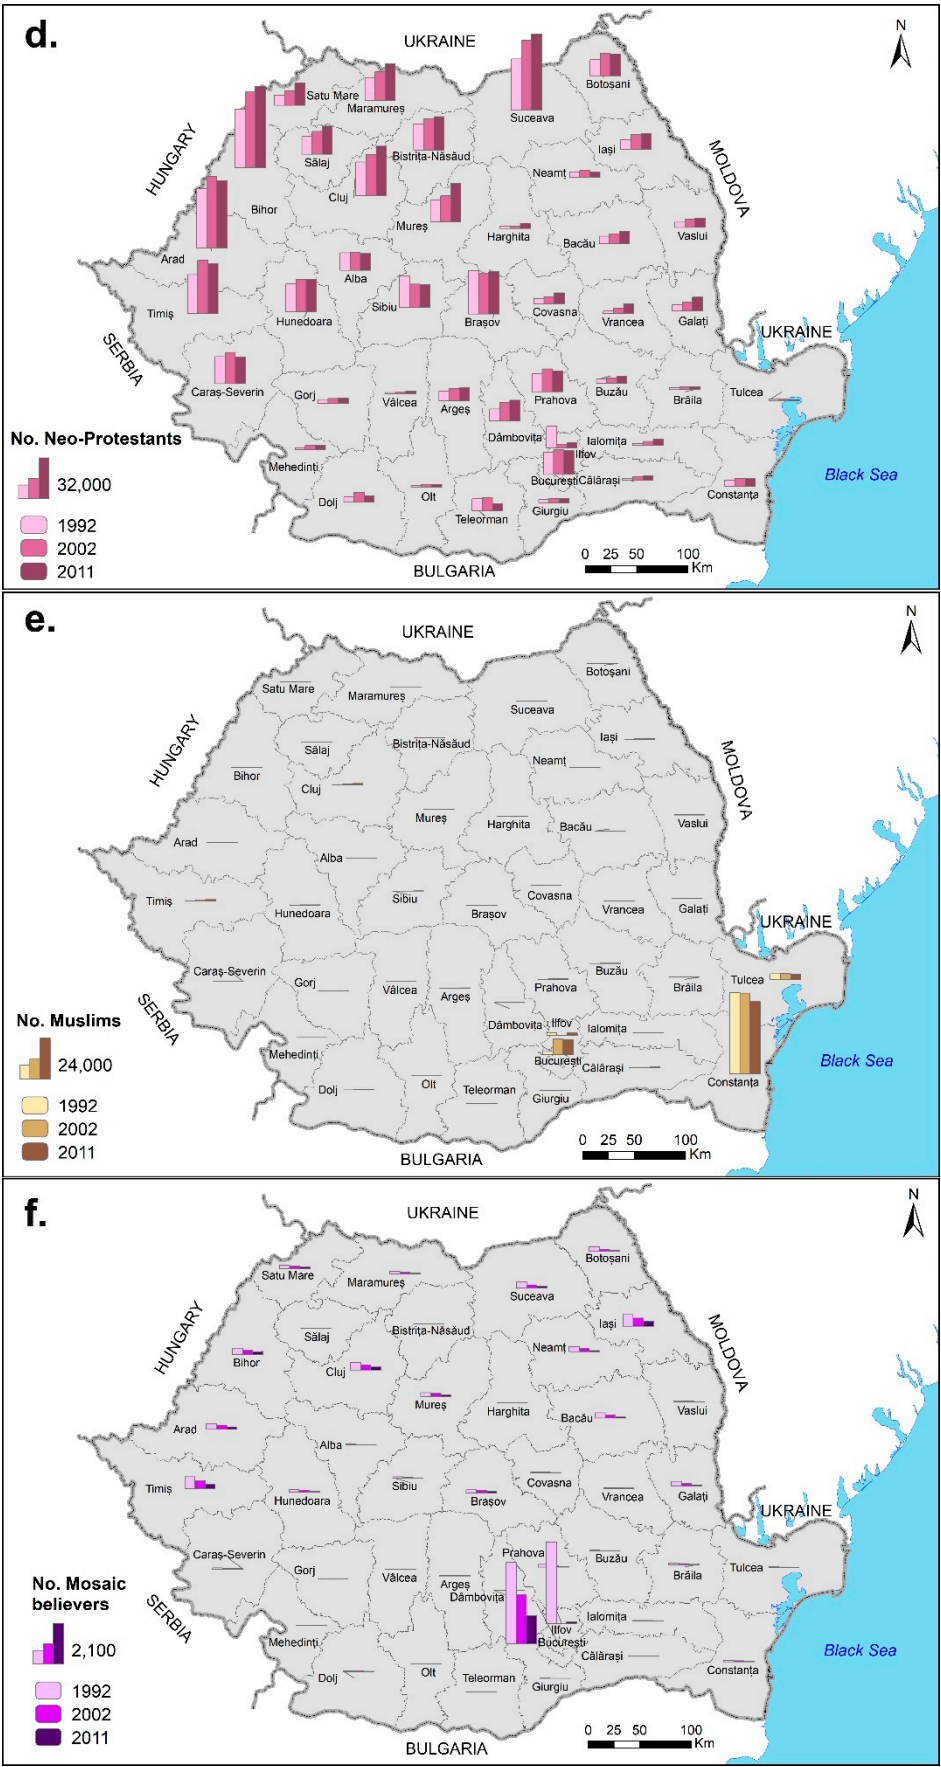 d.
UKRAINE
N
HUNGARY
MOLDOVA
Satu Mare
Maramureș
Suceava
Botoșani
Sălaj
Bistrița-Năsăud
Iași
Cluj
Neamț
Bihor
Mureș
Harghita
Bacău
Vaslui
Arad
Alba
Timiș
Hunedoara
Sibiu
Brașov
Covasna
Vrancea
Galați
SERBIA
UKRAINE
Caraș-Severin
Gorj
Vâlcea
Argeș
Prahova
Buzău
Brăila
Tulcea
Dâmbovița
Ialomița
Ilfov
Mehedinți
București
Călărași
Constanța
Dolj
Olt
Teleorman
Giurgiu
Black Sea
No. Neo-Protestants
32,000
1992
2002
2011
0 25 50 100
Km
BULGARIA
e.
UKRAINE
N
HUNGARY
MOLDOVA
Satu Mare
Maramureș
Suceava
Botoșani
Sălaj
Bistrița-Năsăud
Iași
Bihor
Cluj
Neamț
Mureș
Harghita
Bacău
Vaslui
Arad
Alba
Timiș
Hunedoara
Sibiu
Brașov
Covasna
Vrancea
Galați
SERBIA
UKRAINE
Caraș-Severin
Gorj
Vâlcea
Argeș
Prahova
Buzău
Brăila
Tulcea
Dâmbovița
Ilfov
Ialomița
Mehedinți
București
Călărași
Constanța
Dolj
Olt
Teleorman
Giurgiu
Black Sea
No. Muslims
24,000
1992
2002
2011
0 25 50 100
Km
BULGARIA
f.
UKRAINE
N
HUNGARY
MOLDOVA
Satu Mare
Maramureș
Suceava
Botoșani
Sălaj
Bistrița-Năsăud
Iași
Bihor
Cluj
Neamț
Mureș
Harghita
Bacău
Vaslui
Arad
Alba
Timiș
Hunedoara
Sibiu
Brașov
Covasna
Vrancea
Galați
SERBIA
UKRAINE
Caraș-Severin
Gorj
Vâlcea
Argeș
Prahova
Buzău
Brăila
Tulcea
Dâmbovița
Ialomița
Ilfov
Mehedinți
București
Călărași
Constanța
Dolj
Olt
Teleorman
Giurgiu
Black Sea
No. Mosaic
believers
2,100
1992
2002
2011
0 25 50 100
Km
BULGARIA